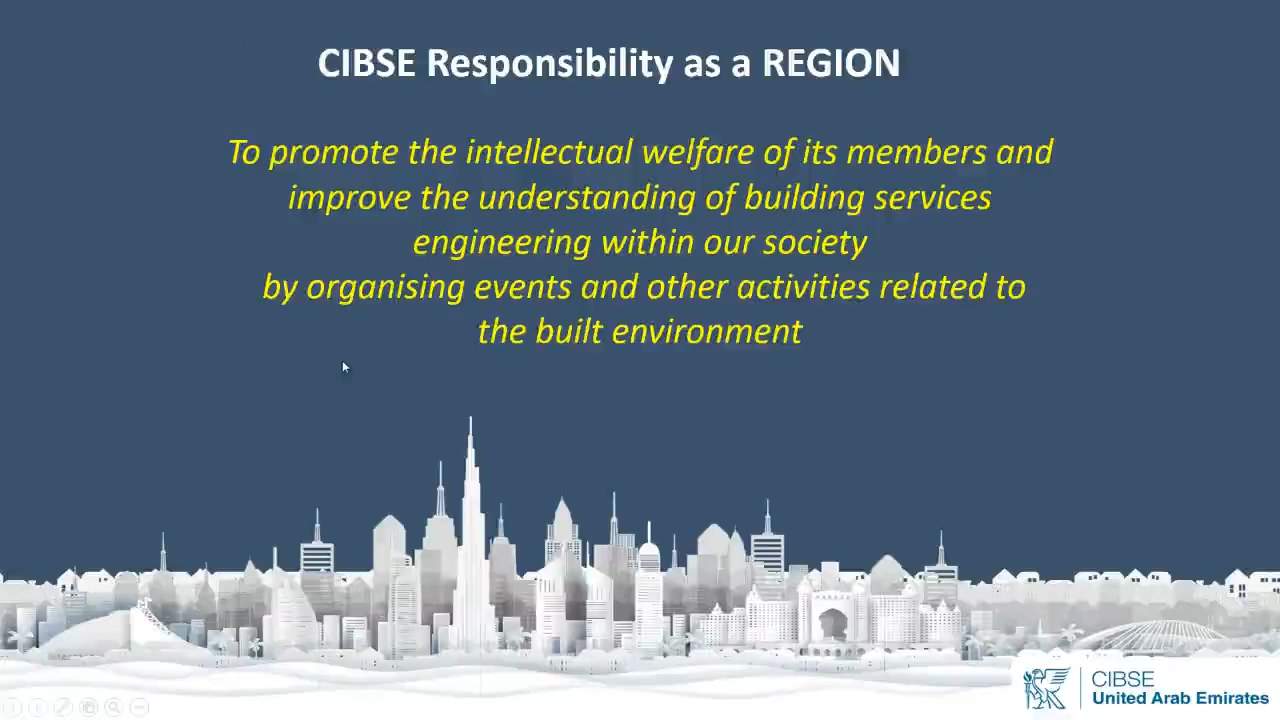 CIBSE Responsibility as a REGION
To promote the intellectual welfare of its members and
improve the understanding of building services
engineering within our society
by organising events and other activities related to
the built environment
CIBSE
United Arab Emirates